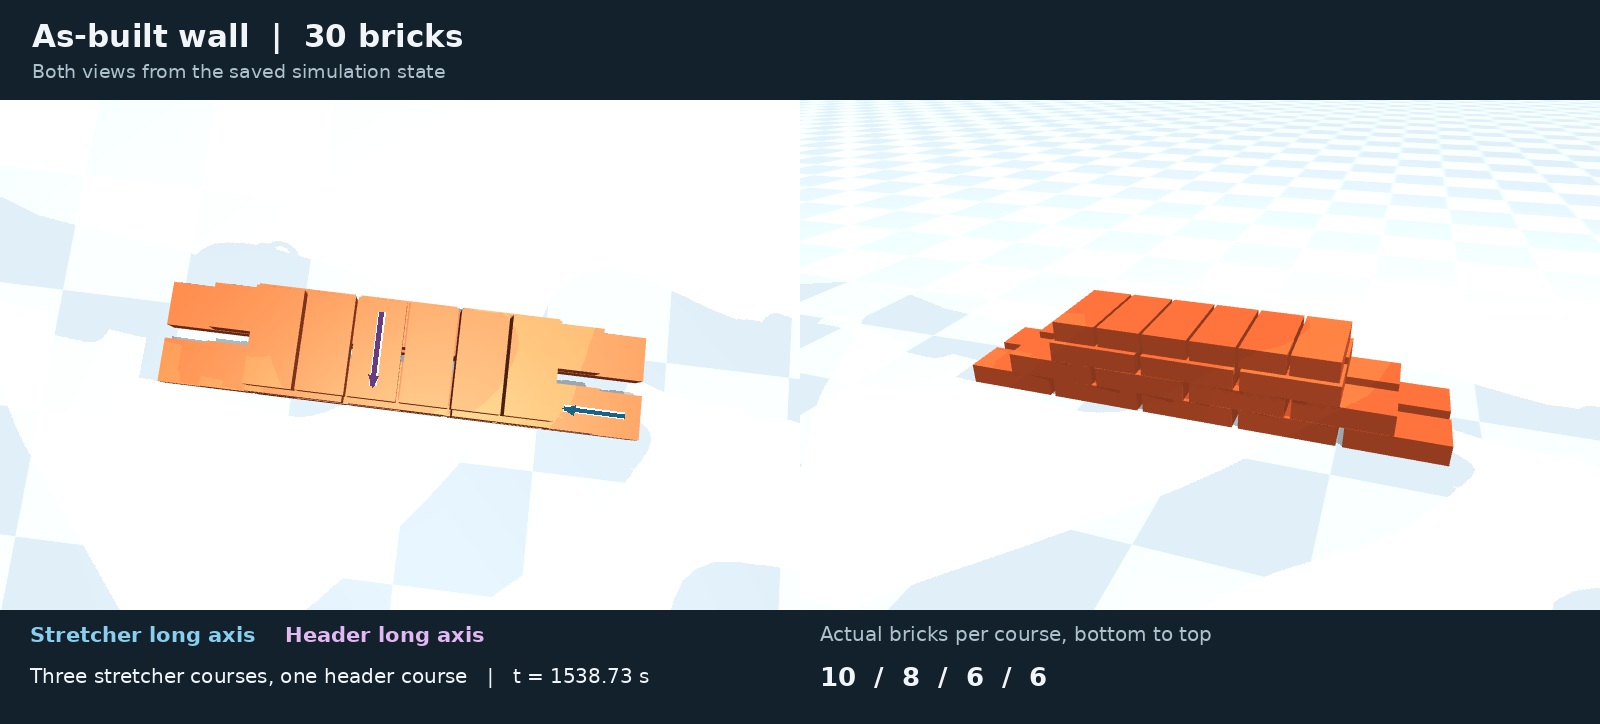 As-built wall | 30 bricks
Both views from the saved simulation state
Stretcher long axis Header long axis
Three stretcher courses, one header course | t = 1538.73 s
Actual bricks per course, bottom to top
10 / 8 / 6 / 6